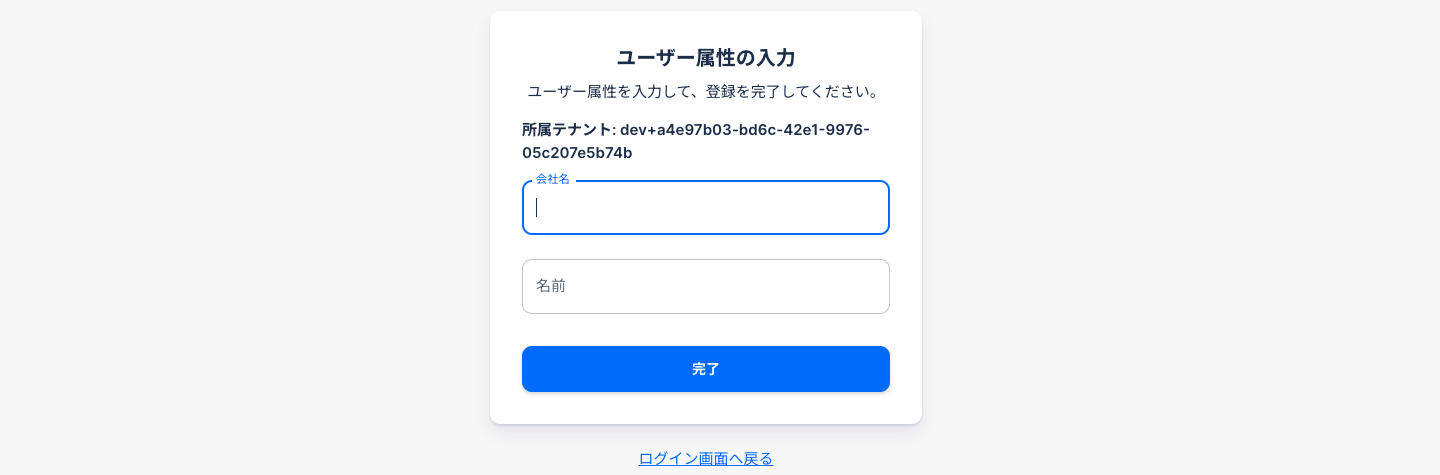 ユーザー属性の入力
ユーザー属性を入力して、登録を完了してください。
所属テナント: dev+a4e97b03-bd6c-42e1-9976-
05c207e5b74b
会社名
名前
完了
ログイン画面へ戻る